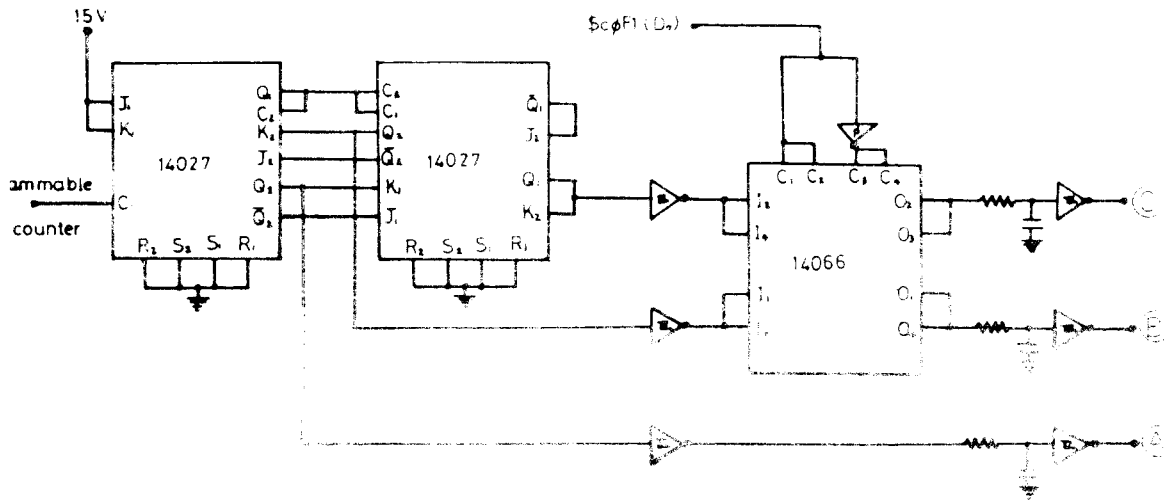 15V
$cφF1 (D₇)
J₁
K₁
C
Q₁
C₂
K₂
J₂
Q₂
Q̄₂
14027
R₂ S₂ S₁ R₁
ammable
counter
C₂
C₁
Q₂
Q̄₂
K₁
J₁
Q̄₁
J₂
Q₁
K₂
14027
R₂ S₂ S₁ R₁
C₁ C₂ C₃ C₄
I₂
I₄
I₁
O₂
O₃
O₁
14066
C
B
A